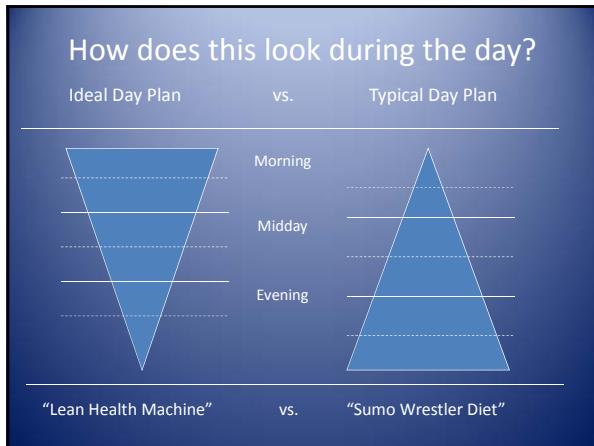 How does this look during the day?
Ideal Day Plan vs. Typical Day Plan
Morning
Midday
Evening
“Lean Health Machine” vs. “Sumo Wrestler Diet”